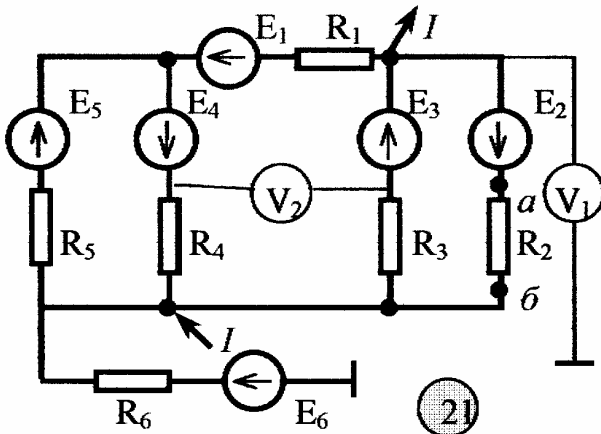 E₁ R₁ I
E₅ E₄ E₃ E₂
V₂ а V₁
R₅ R₄ R₃ R₂
б
I
R₆ E₆ 21